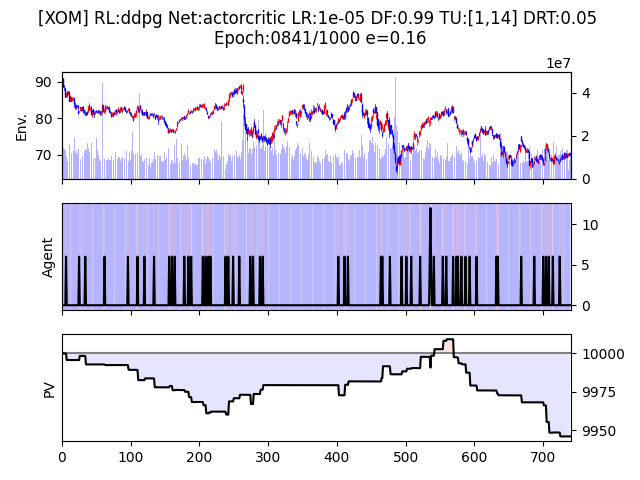 [XOM] RL:ddpg Net:actorcritic LR:1e-05 DF:0.99 TU:[1,14] DRT:0.05
Epoch:0841/1000 e=0.16
1e7
90
80
70
Env.
4
2
0
Agent
10
5
0
PV
10000
9975
9950
0 100 200 300 400 500 600 700